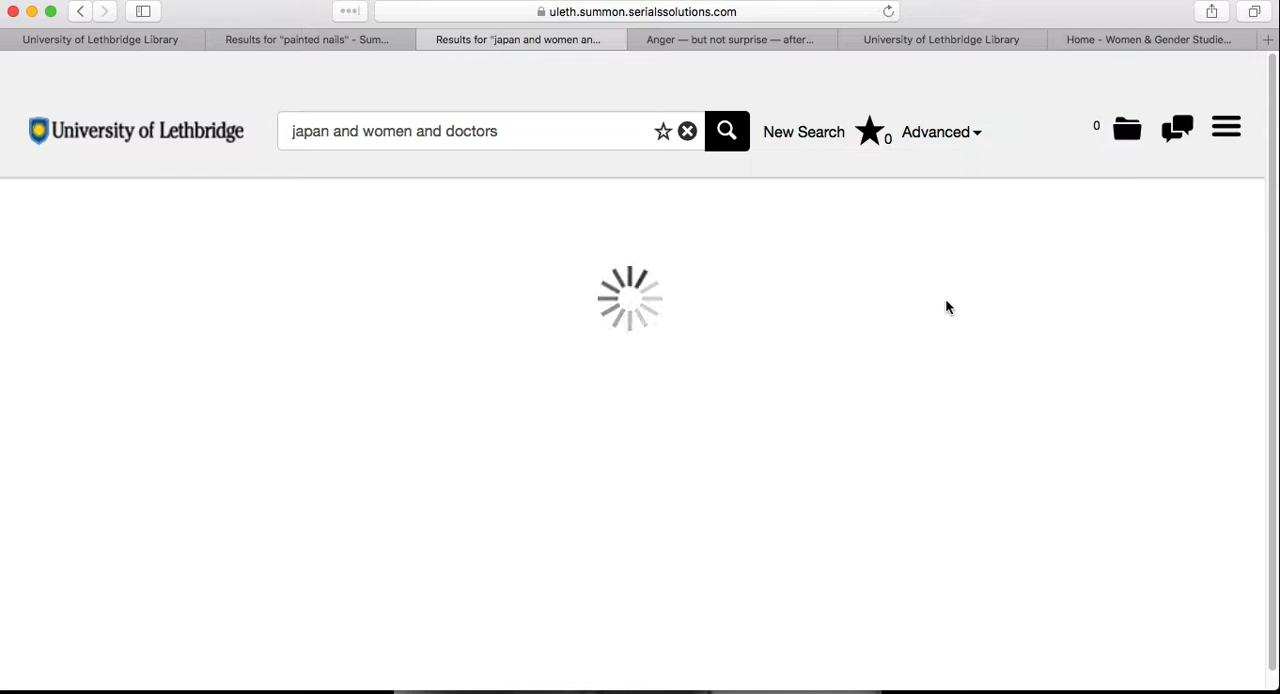 uleth.summon.serialssolutions.com
University of Lethbridge Library
Results for "painted nails" - Sum...
Results for "japan and women an...
Anger — but not surprise — after...
University of Lethbridge Library
Home - Women & Gender Studie...
University of Lethbridge
japan and women and doctors
New Search
0
Advanced
0